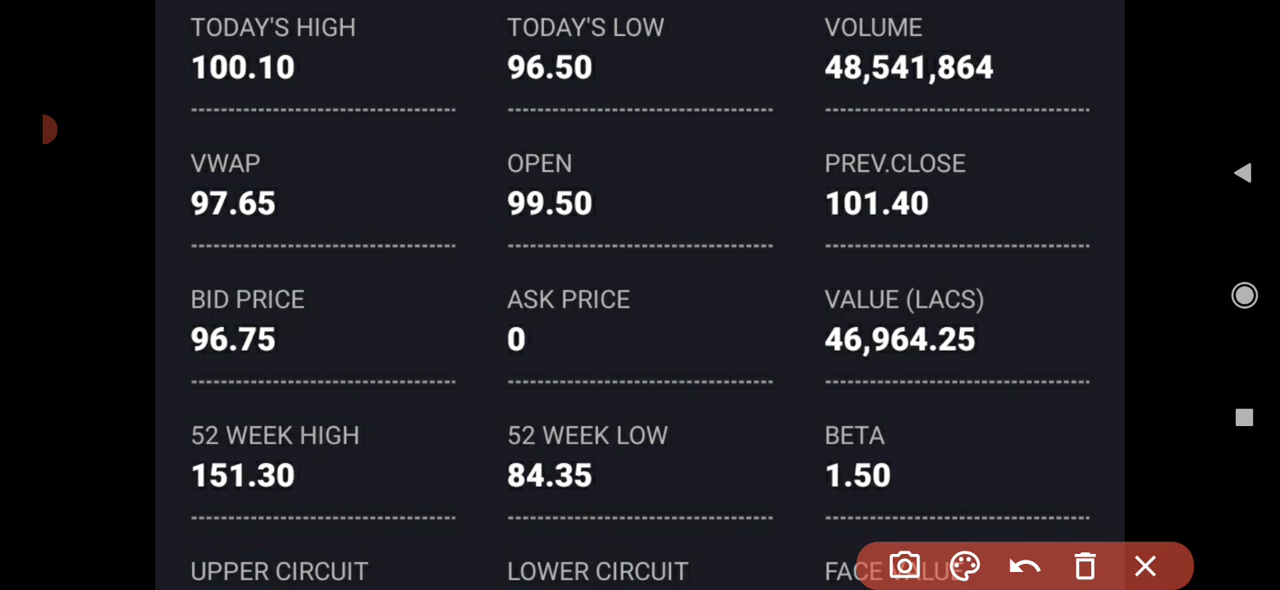 TODAY'S HIGH TODAY'S LOW VOLUME
100.10 96.50 48,541,864
VWAP OPEN PREV.CLOSE
97.65 99.50 101.40
BID PRICE ASK PRICE VALUE (LACS)
96.75 0 46,964.25
52 WEEK HIGH 52 WEEK LOW BETA
151.30 84.35 1.50
UPPER CIRCUIT LOWER CIRCUIT FACE VALUE